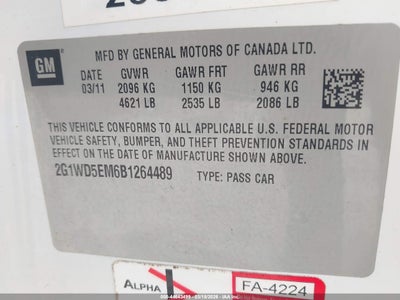 GM
MFD BY GENERAL MOTORS OF CANADA LTD.
DATE GVWR GAWR FRT GAWR RR
03/11 2096 KG 1150 KG 946 KG
4621 LB 2535 LB 2086 LB
THIS VEHICLE CONFORMS TO ALL APPLICABLE U.S. FEDERAL MOTOR
VEHICLE SAFETY, BUMPER, AND THEFT PREVENTION STANDARDS IN
EFFECT ON THE DATE OF MANUFACTURE SHOWN ABOVE.
2G1WD5EM6B1264489 TYPE: PASS CAR
ALPHA FA-4224